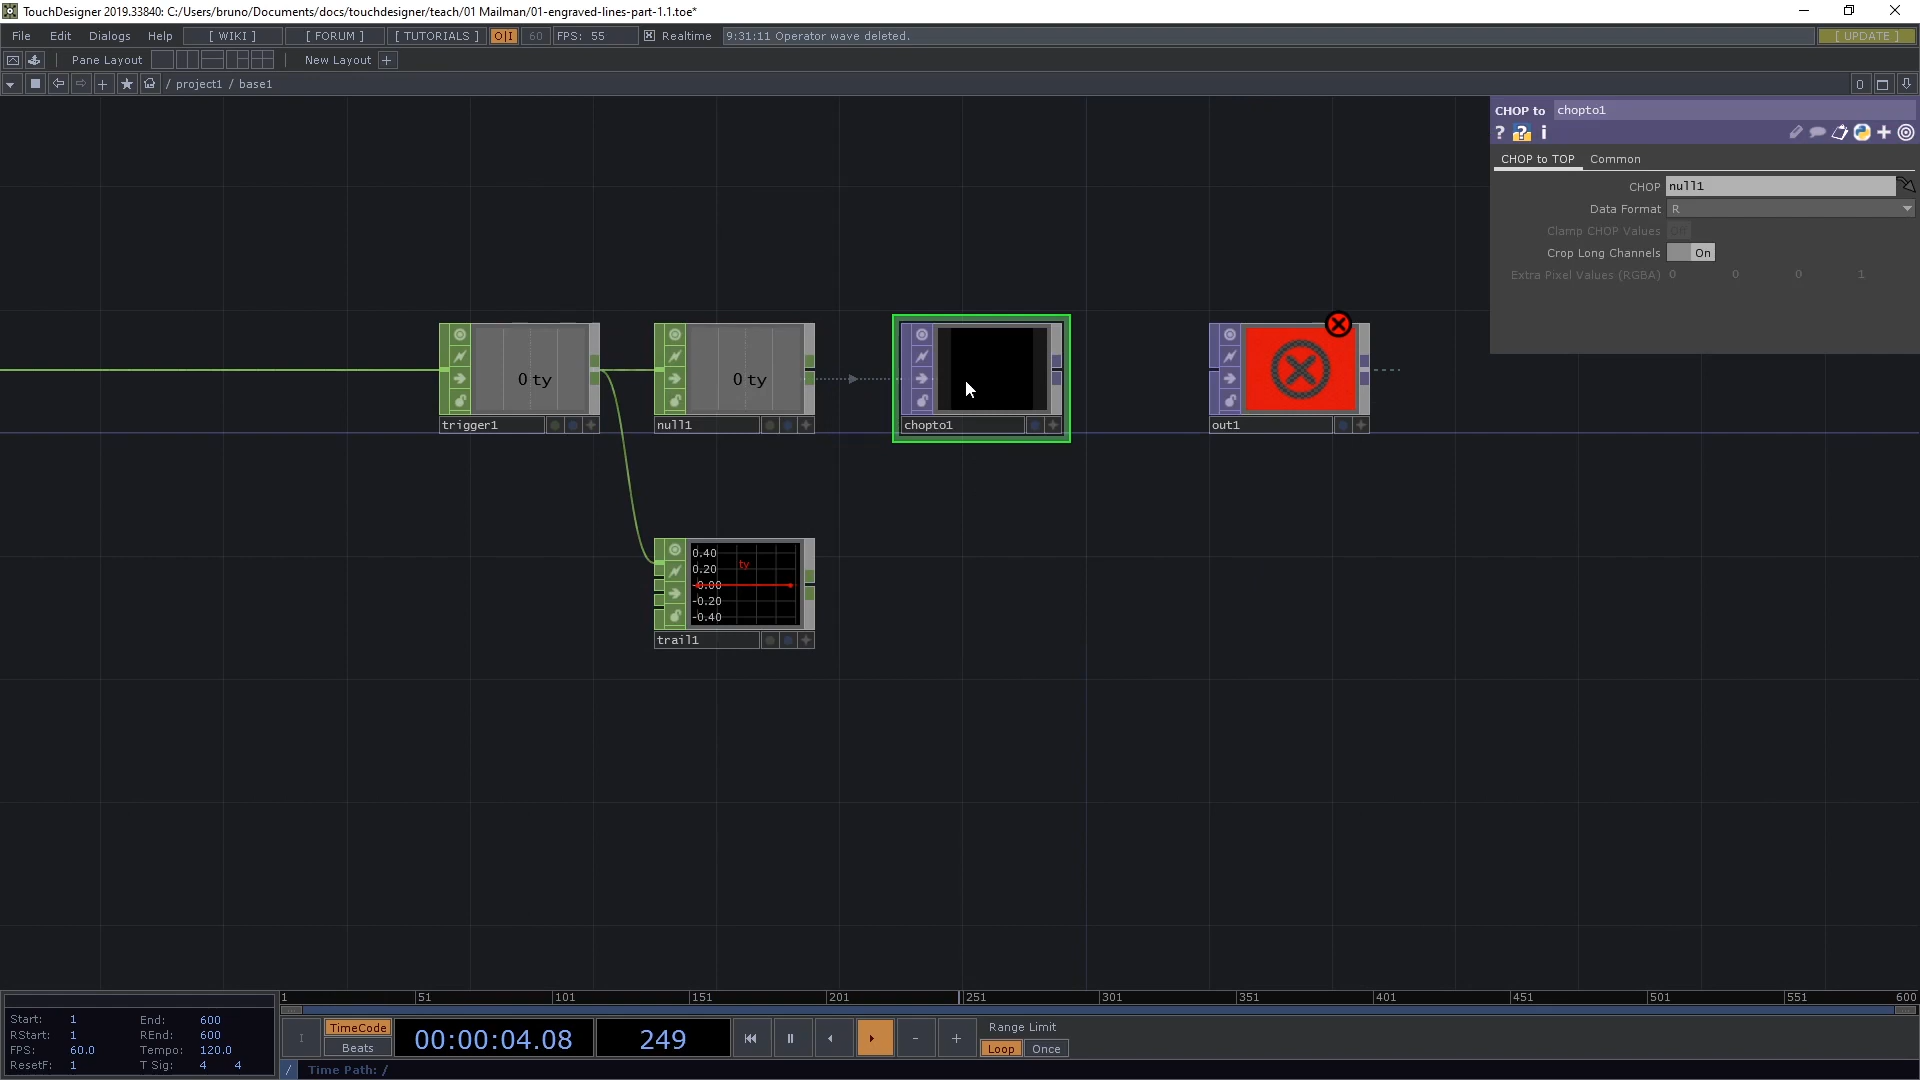 TouchDesigner 2019.33840: C:/Users/bruno/Documents/docs/touchdesigner/teach/01 Mailman/01-engraved-lines-part-1.1.toe*
File Edit Dialogs Help [ WIKI ] [ FORUM ] [ TUTORIALS ] O|I 60 FPS: 55 Realtime 9:31:11 Operator wave deleted. [ UPDATE ]
Pane Layout New Layout +
/ project1 / base1 0
CHOP to chopto1
? ? i
CHOP to TOP Common
CHOP null1
Data Format R
Clamp CHOP Values Off
Crop Long Channels On
Extra Pixel Values (RGBA) 0 0 0 1
0 ty 0 ty
trigger1 null1 chopto1 out1
0.40
ty
0.20
-0.00
-0.20
-0.40
trail1
1 51 101 151 201 251 301 351 401 451 501 551 600
Start: 1 End: 600
RStart: 1 REnd: 600
FPS: 60.0 Tempo: 120.0
ResetF: 1 T Sig: 4 4
I TimeCode 00:00:04.08 249 - + Range Limit
Beats Loop Once
/ Time Path: /